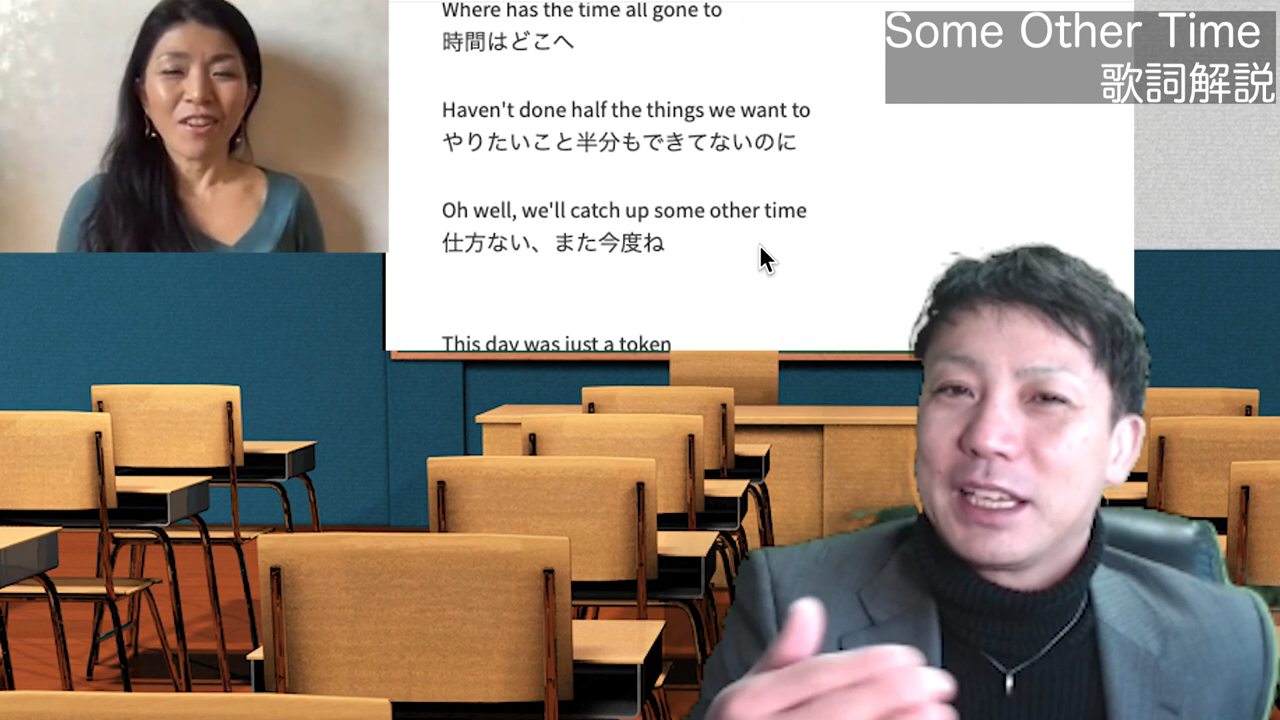 Where has the time all gone to
時間はどこへ
Haven't done half the things we want to
やりたいこと半分もできてないのに
Oh well, we'll catch up some other time
仕方ない、また今度ね
This day was just a token
Some Other Time
歌詞解説